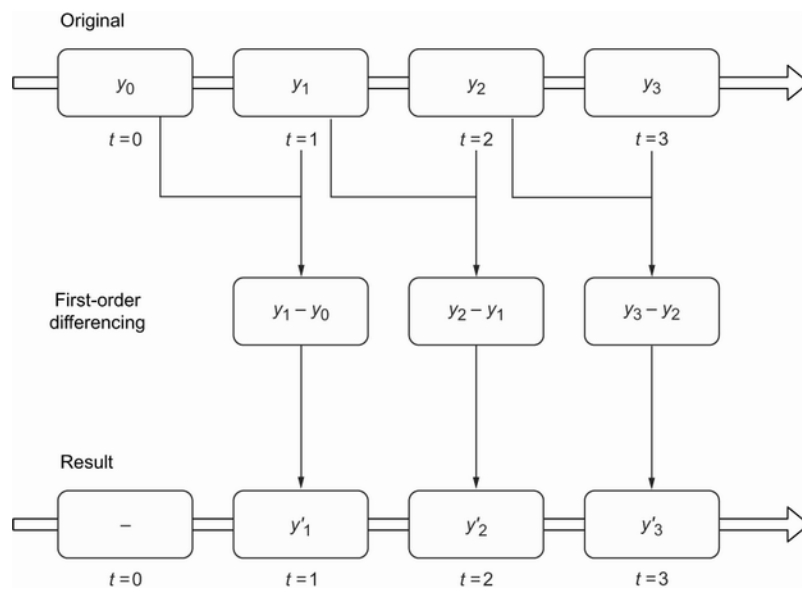 Original
y₀ y₁ y₂ y₃
t=0 t=1 t=2 t=3
First-order
differencing
y₁ – y₀ y₂ – y₁ y₃ – y₂
Result
– y'₁ y'₂ y'₃
t=0 t=1 t=2 t=3